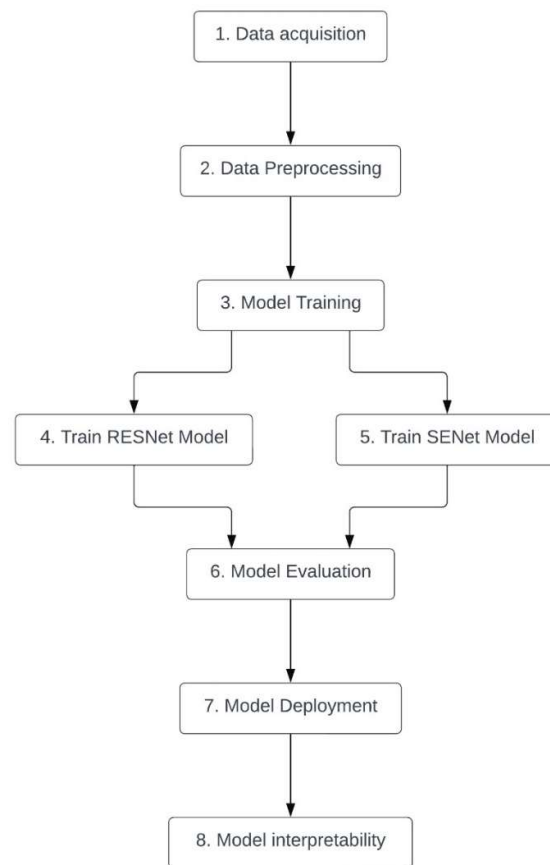 1. Data acquisition
2. Data Preprocessing
3. Model Training
4. Train RESNet Model
5. Train SENet Model
6. Model Evaluation
7. Model Deployment
8. Model interpretability